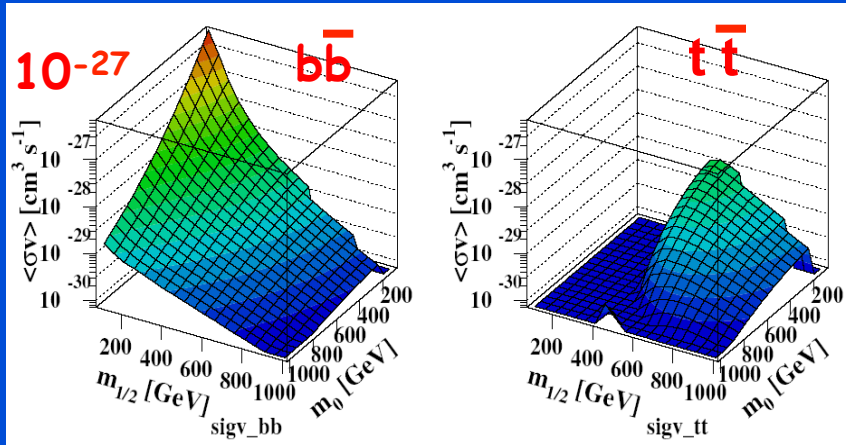 10⁻²⁷
bb̅
<σv> [cm³ s⁻¹]
10⁻²⁷
10⁻²⁸
10⁻²⁹
10⁻³⁰
200
400
600
800
1000
m₁/₂ [GeV]
1000
800
600
400
200
m₀ [GeV]
sigv_bb
t t̅
<σv> [cm³ s⁻¹]
10⁻²⁷
10⁻²⁸
10⁻²⁹
10⁻³⁰
200
400
600
800
1000
m₁/₂ [GeV]
1000
800
600
400
200
m₀ [GeV]
sigv_tt